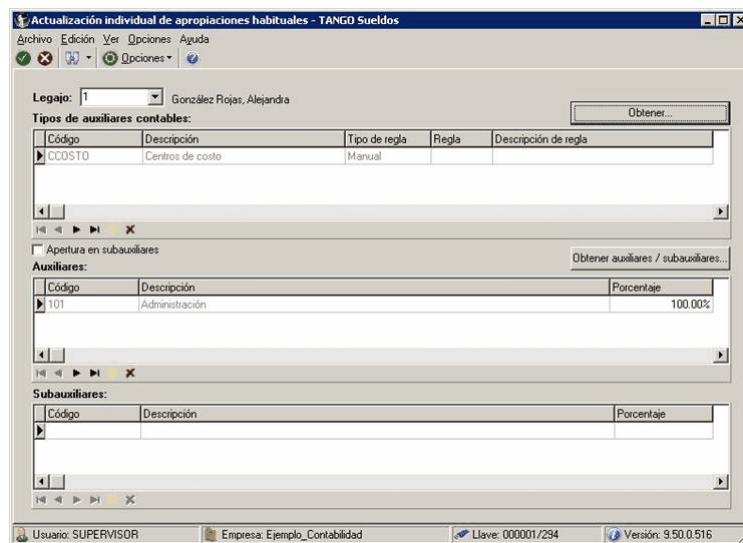 Actualización individual de apropiaciones habituales - TANGO Sueldos
Archivo Edición Ver Opciones Ayuda
Opciones
Legajo: 1 González Rojas, Alejandra
Obtener...
Tipos de auxiliares contables:
Código Descripción Tipo de regla Regla Descripción de regla
CCOSTO Centros de costo Manual
Apertura en subauxiliares
Obtener auxiliares / subauxiliares...
Auxiliares:
Código Descripción Porcentaje
101 Administración 100.00%
Subauxiliares:
Código Descripción Porcentaje
Usuario: SUPERVISOR Empresa: Ejemplo_Contabilidad Llave: 000001/294 Versión: 9.50.0.516